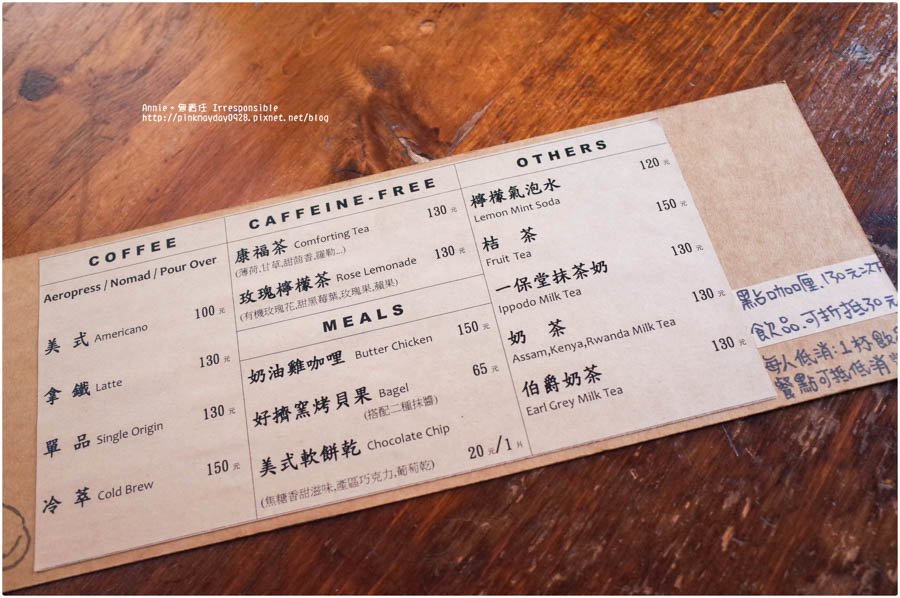 Annie。無責任 Irresponsible
http://pinkmayday0928.pixnet.net/blog
COFFEE
Aeropress / Nomad / Pour Over
美式 Americano 100元
拿鐵 Latte 130元
單品 Single Origin 130元
冷萃 Cold Brew 150元
CAFFEINE-FREE
康福茶 Comforting Tea 130元
(薄荷,甘草,甜茴香,羅勒...)
玫瑰檸檬茶 Rose Lemonade 130元
(有機玫瑰花,甜黑莓葉,玫瑰果,蘋果)
MEALS
奶油雞咖哩 Butter Chicken 150元
好擠窯烤貝果 Bagel 65元
(搭配二種抹醬)
美式軟餅乾 Chocolate Chip 20元/1片
(焦糖香甜滋味,產區巧克力,葡萄乾)
OTHERS
檸檬氣泡水 120元
Lemon Mint Soda
桔茶 150元
Fruit Tea
一保堂抹茶奶 130元
Ippodo Milk Tea
奶茶 130元
Assam,Kenya,Rwanda Milk Tea
伯爵奶茶 130元
Earl Grey Milk Tea
點咖哩,130元以下
飲品可折抵30元
每人低消:1杯飲
餐點可抵低消